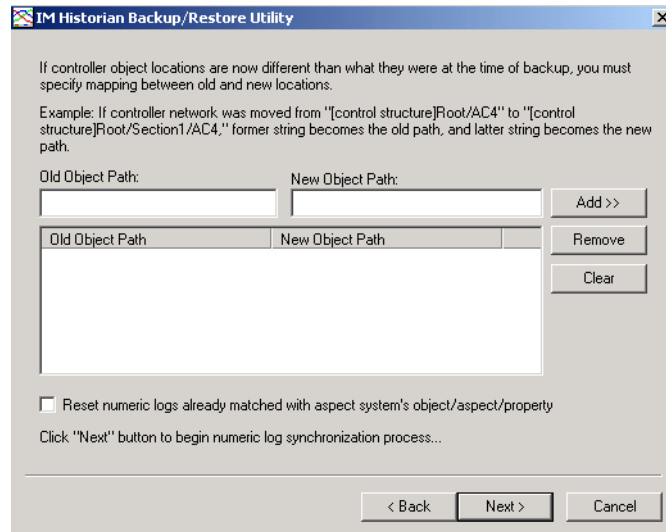 IM Historian Backup/Restore Utility
If controller object locations are now different than what they were at the time of backup, you must
specify mapping between old and new locations.
Example: If controller network was moved from "[control structure]Root/AC4" to "[control
structure]Root/Section1/AC4," former string becomes the old path, and latter string becomes the new
path.
Old Object Path:
New Object Path:
Add >>
Old Object Path
New Object Path
Remove
Clear
Reset numeric logs already matched with aspect system's object/aspect/property
Click "Next" button to begin numeric log synchronization process...
< Back
Next >
Cancel